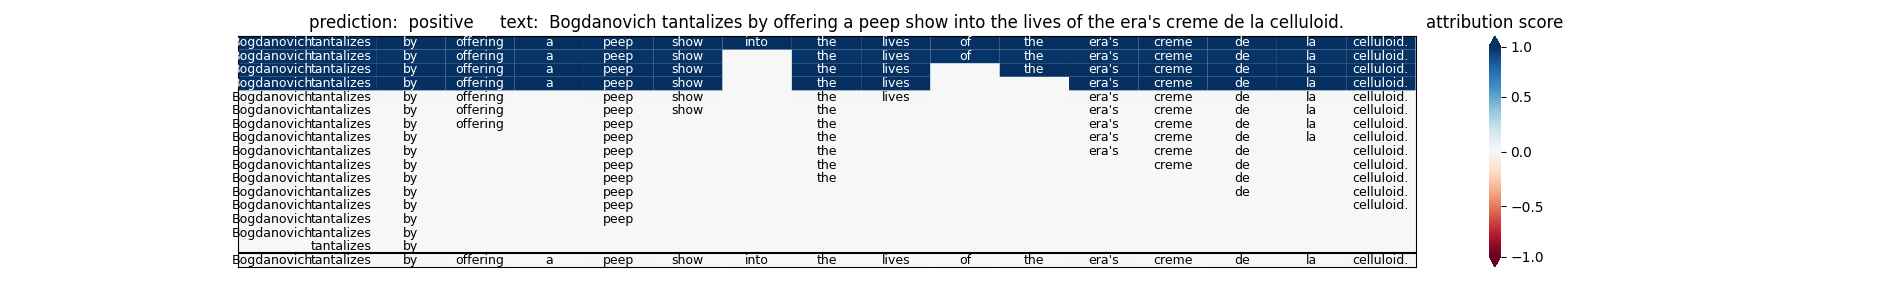 prediction: positive text: Bogdanovich tantalizes by offering a peep show into the lives of the era's creme de la celluloid. attribution score
Bogdanovich tantalizes by offering a peep show into the lives of the era's creme de la celluloid. 1.0
Bogdanovich tantalizes by offering a peep show the lives of the era's creme de la celluloid.
Bogdanovich tantalizes by offering a peep show the lives the era's creme de la celluloid.
Bogdanovich tantalizes by offering a peep show the lives era's creme de la celluloid.
Bogdanovich tantalizes by offering peep show the lives era's creme de la celluloid. 0.5
Bogdanovich tantalizes by offering peep show the era's creme de la celluloid.
Bogdanovich tantalizes by offering peep the era's creme de la celluloid.
Bogdanovich tantalizes by peep the era's creme de la celluloid.
Bogdanovich tantalizes by peep the era's creme de celluloid. 0.0
Bogdanovich tantalizes by peep the creme de celluloid.
Bogdanovich tantalizes by peep the de celluloid.
Bogdanovich tantalizes by peep de celluloid.
Bogdanovich tantalizes by peep celluloid. −0.5
Bogdanovich tantalizes by peep
Bogdanovich tantalizes by
tantalizes by
Bogdanovich tantalizes by offering a peep show into the lives of the era's creme de la celluloid. −1.0